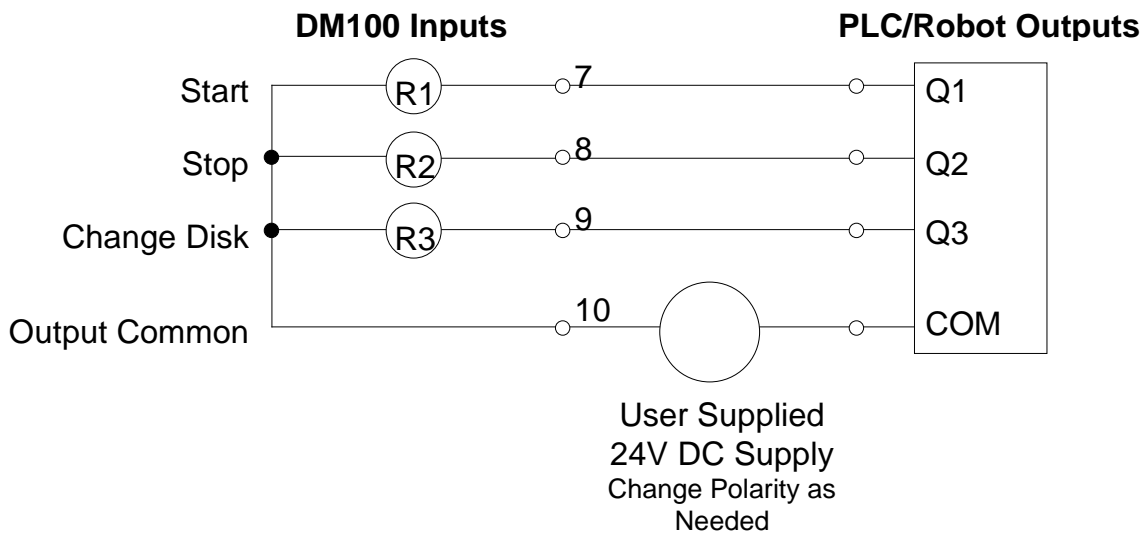 DM100 Inputs
PLC/Robot Outputs
Start
R1
7
Q1
Stop
R2
8
Q2
Change Disk
R3
9
Q3
Output Common
10
COM
User Supplied
24V DC Supply
Change Polarity as
Needed